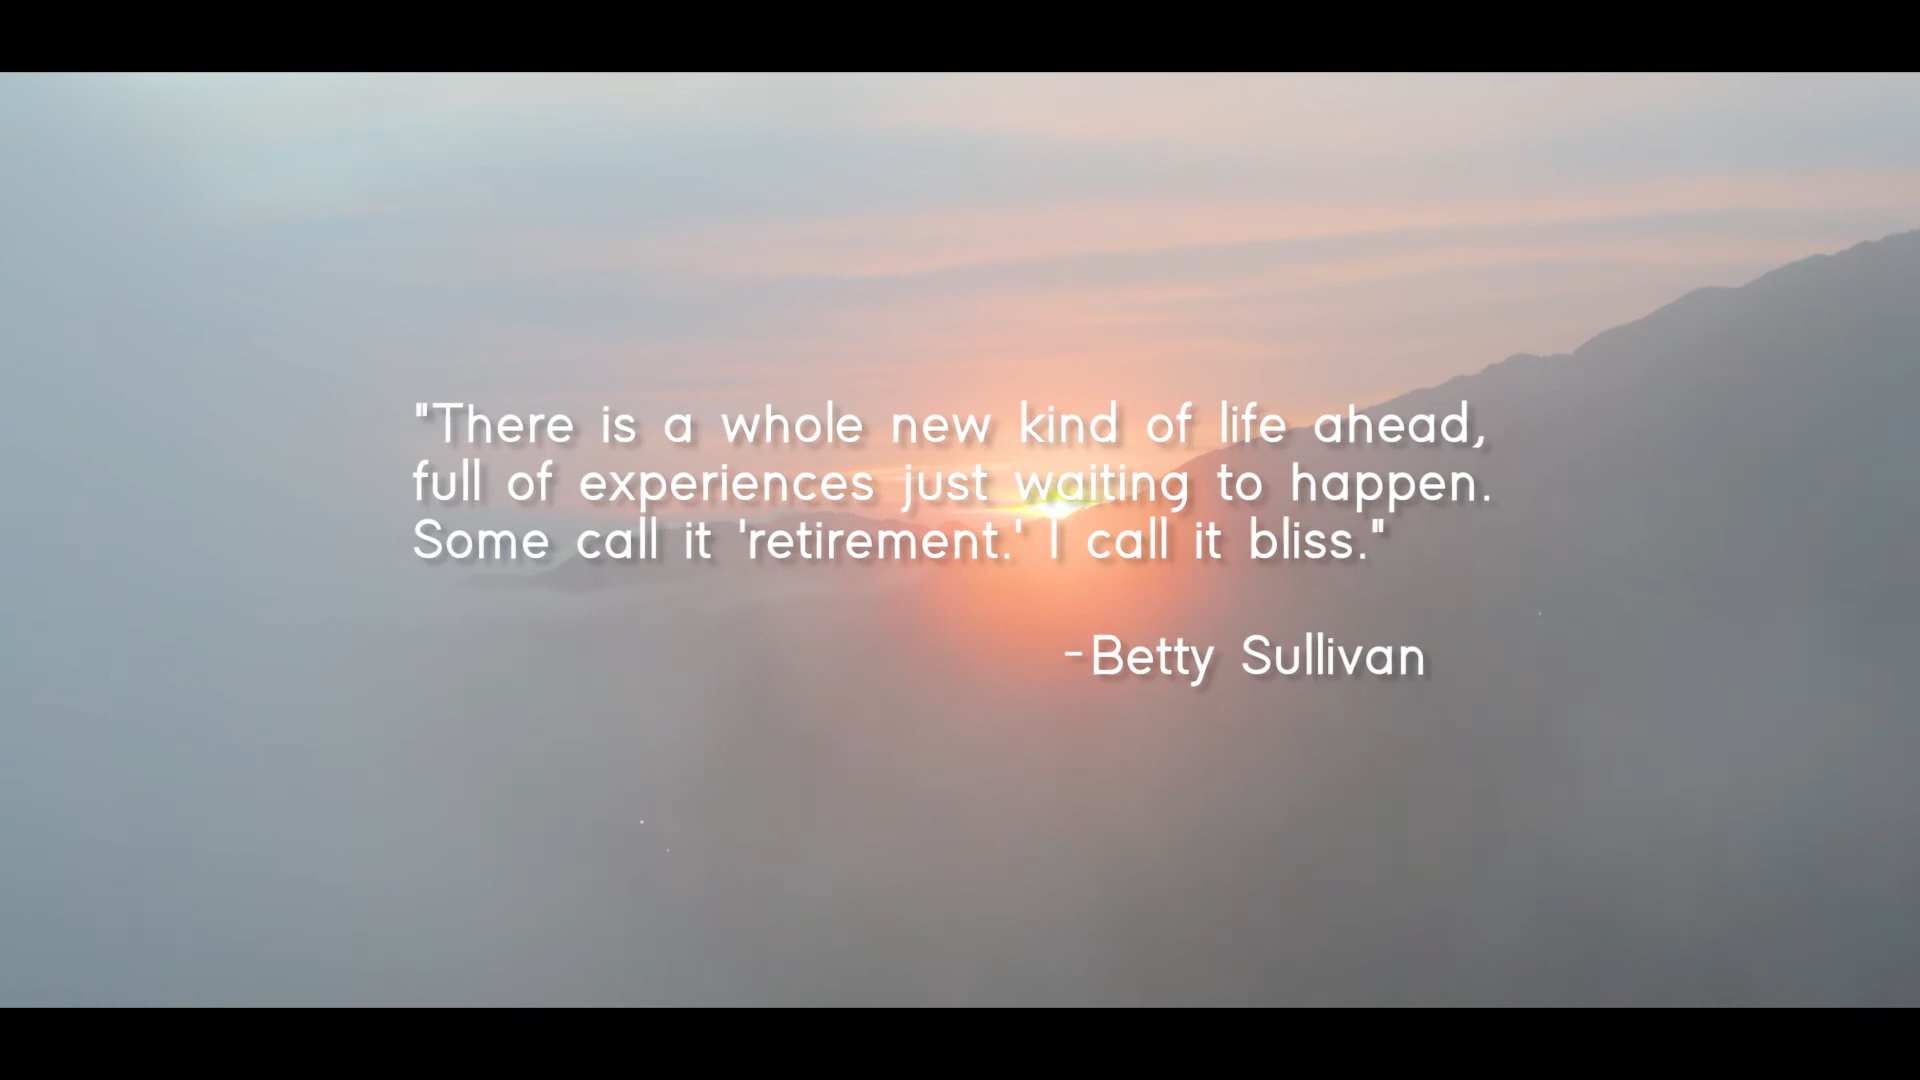 "There is a whole new kind of life ahead,
full of experiences just waiting to happen.
Some call it 'retirement.' I call it bliss."
-Betty Sullivan